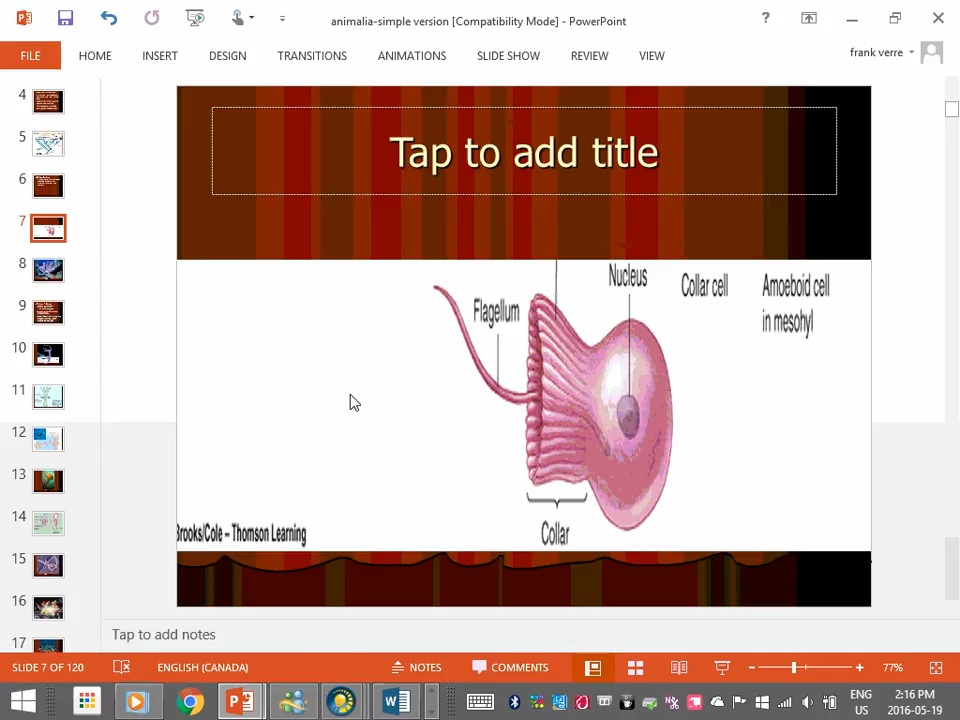 animalia-simple version [Compatibility Mode] - PowerPoint
?
FILE
HOME
INSERT
DESIGN
TRANSITIONS
ANIMATIONS
SLIDE SHOW
REVIEW
VIEW
frank verre
4
5
6
7
8
9
10
11
12
13
14
15
16
17
Tap to add title
Nucleus
Collar cell
Amoeboid cell
in mesohyl
Flagellum
Collar
Brooks/Cole – Thomson Learning
Tap to add notes
SLIDE 7 OF 120
ENGLISH (CANADA)
NOTES
COMMENTS
77%
ENG
US
2:16 PM
2016-05-19